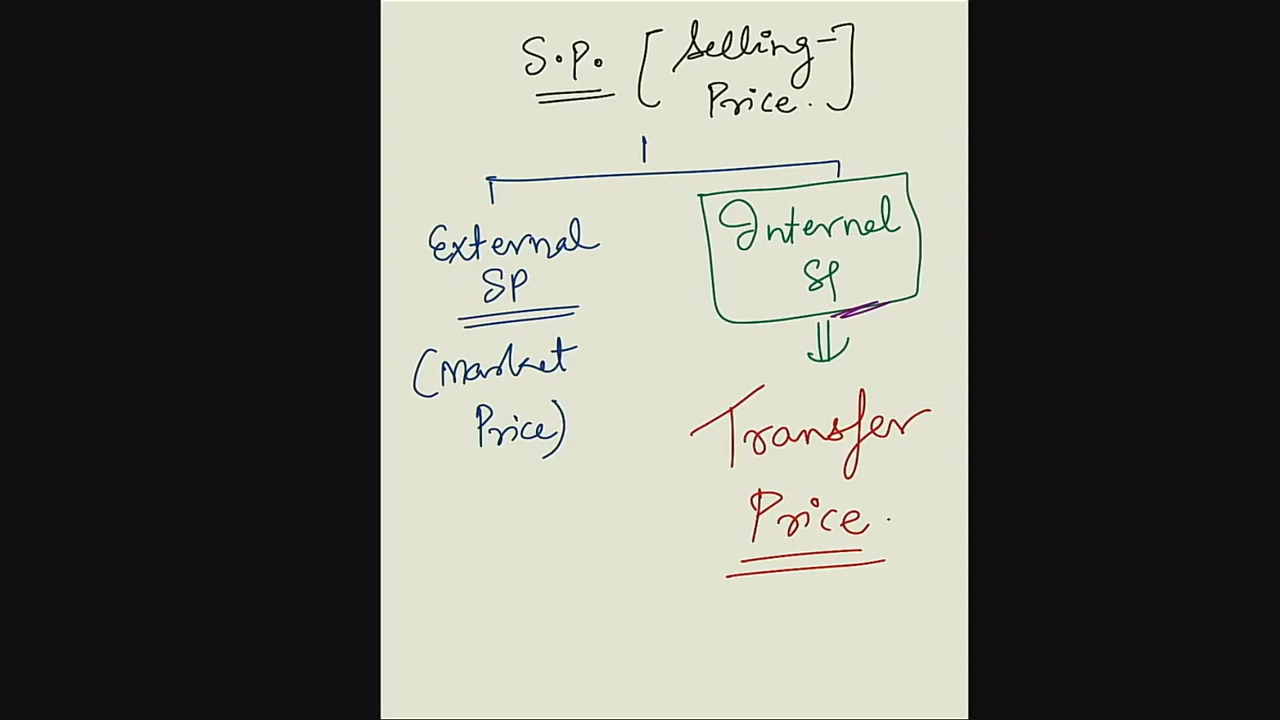 S.P. [Selling-
Price.]
External
SP
(Market
Price)
Internal
SP
Transfer
Price.